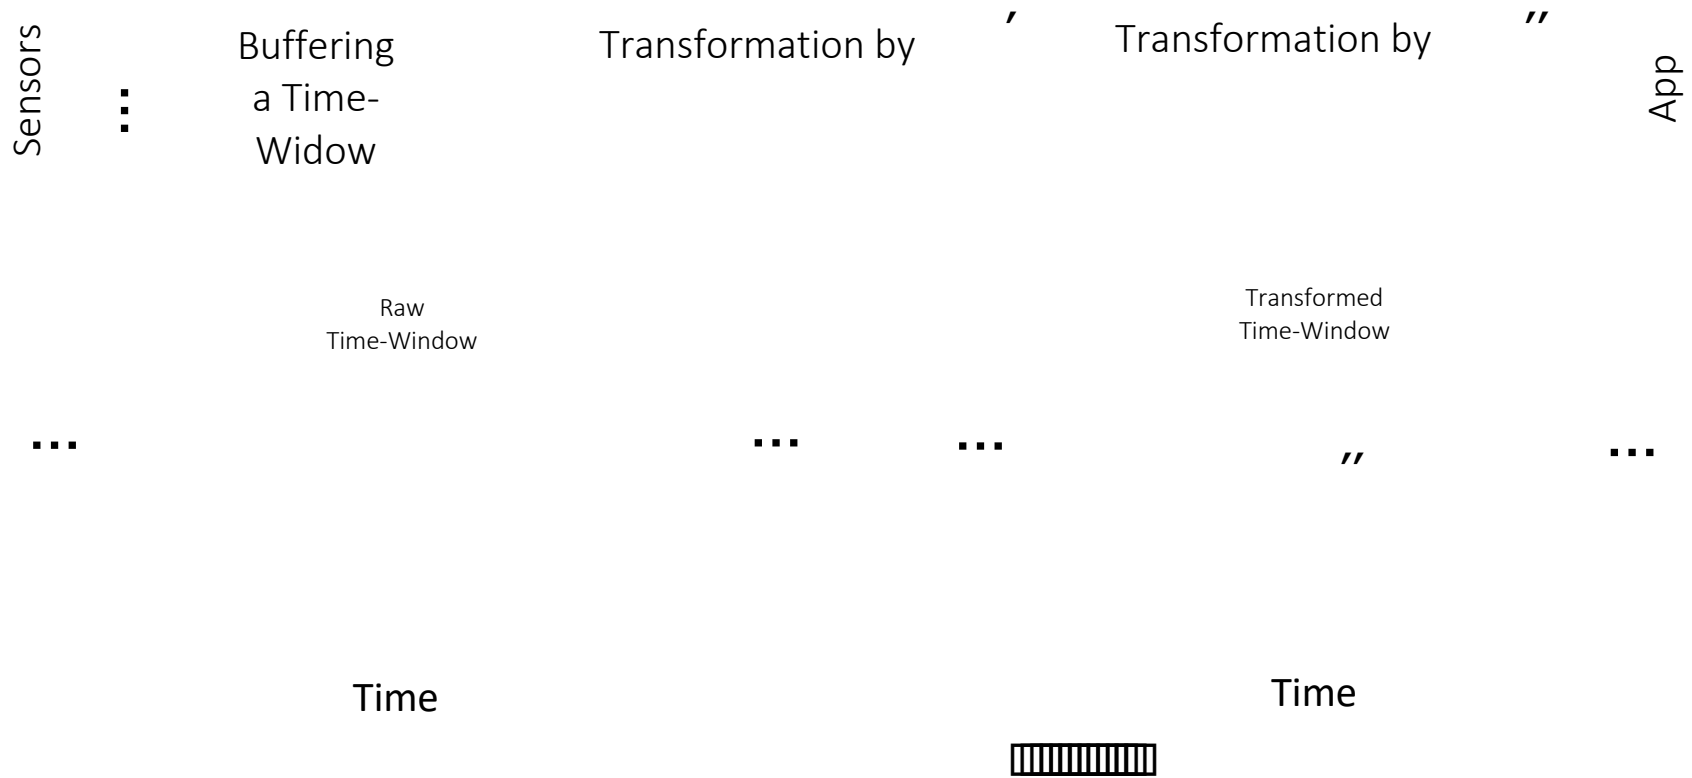 Sensors
⋮
Buffering
a Time-
Widow
Transformation by ′
Transformation by ″
App
Raw
Time-Window
Transformed
Time-Window
...
...
...
″
...
Time
Time